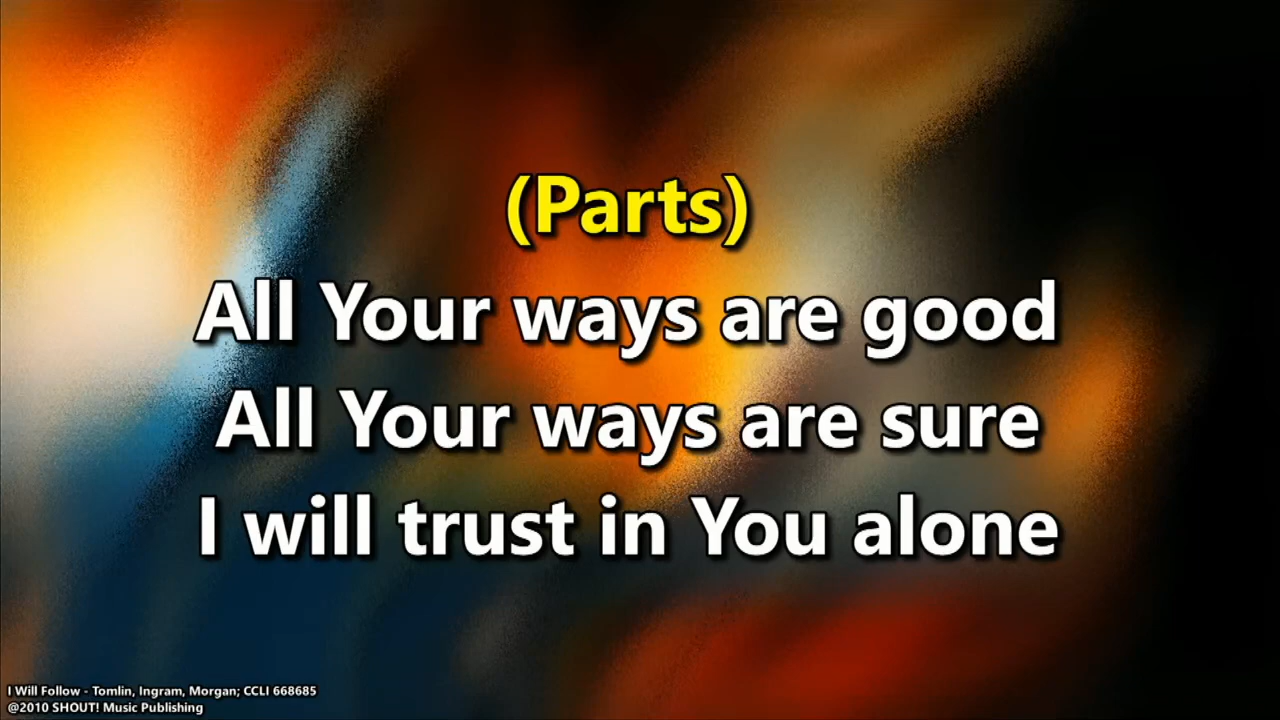 (Parts)
All Your ways are good
All Your ways are sure
I will trust in You alone
I Will Follow - Tomlin, Ingram, Morgan; CCLI 668685
@2010 SHOUT! Music Publishing